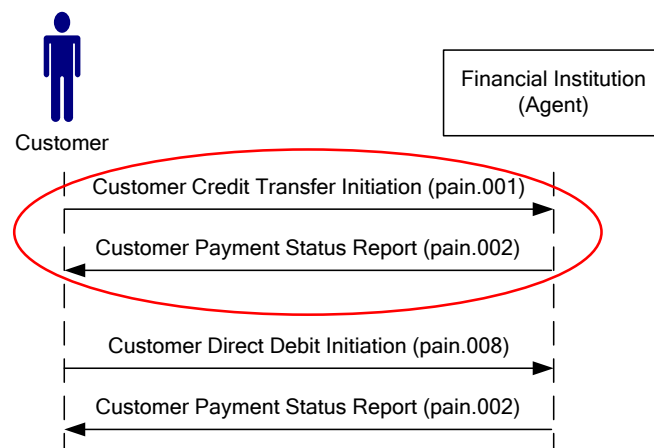 Financial Institution
(Agent)
Customer
Customer Credit Transfer Initiation (pain.001)
Customer Payment Status Report (pain.002)
Customer Direct Debit Initiation (pain.008)
Customer Payment Status Report (pain.002)